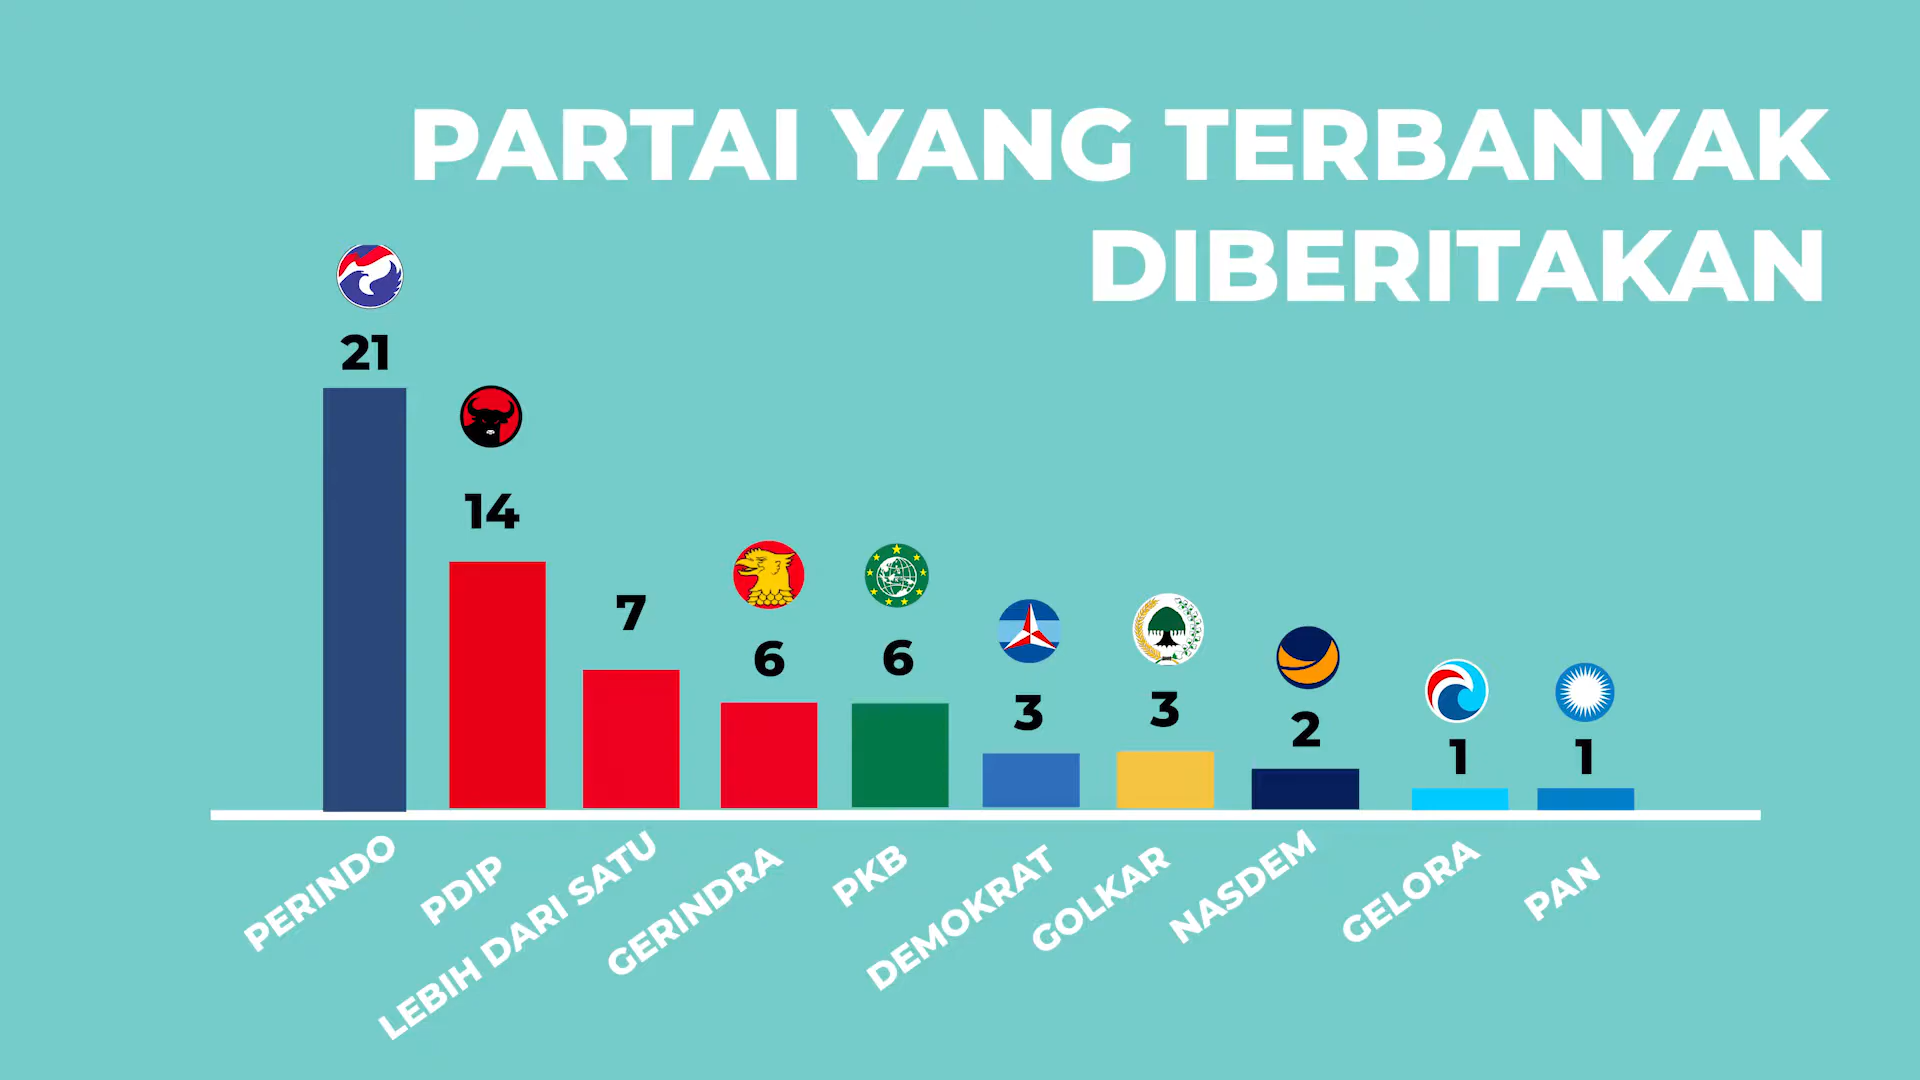 PARTAI YANG TERBANYAK
DIBERITAKAN
21
14
7
6
6
3
3
2
1
1
PERINDO
PDIP
LEBIH DARI SATU
GERINDRA
PKB
DEMOKRAT
GOLKAR
NASDEM
GELORA
PAN